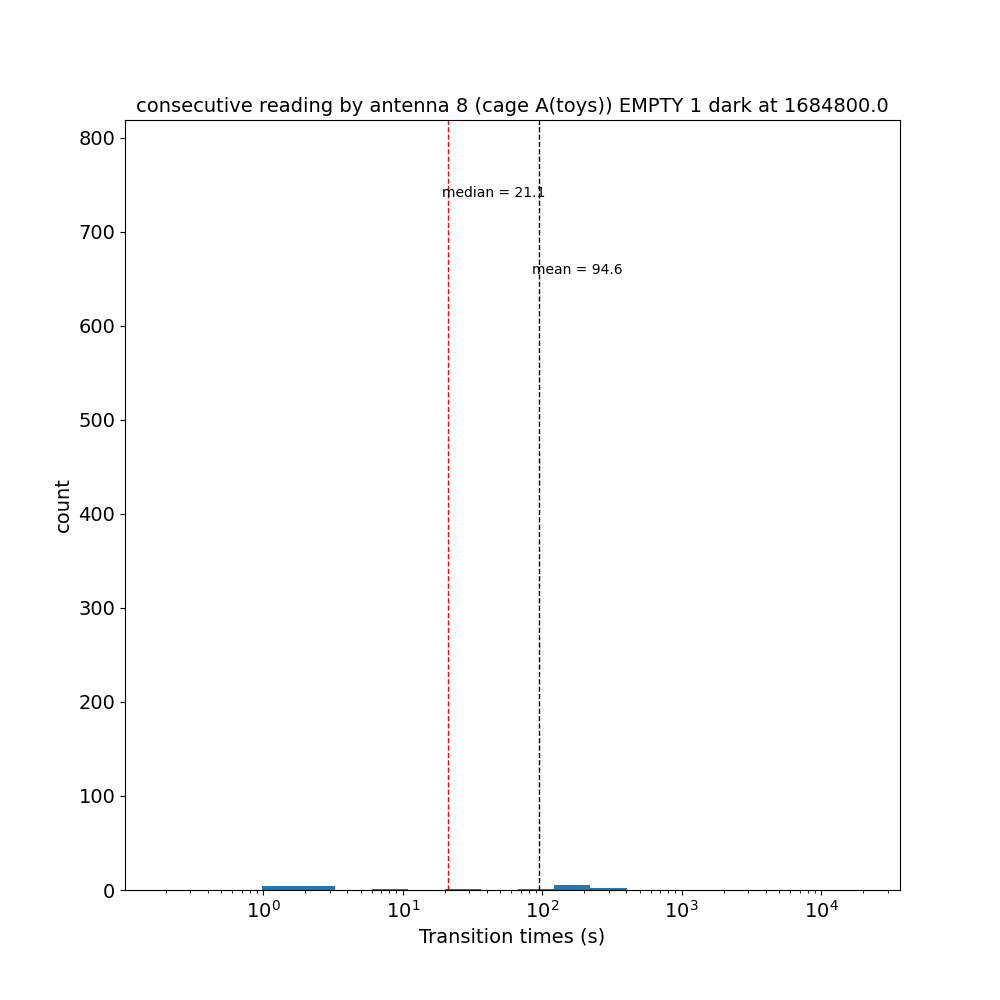 consecutive reading by antenna 8 (cage A(toys)) EMPTY 1 dark at 1684800.0
800
median = 21.1
700
mean = 94.6
600
500
count
400
300
200
100
0
10⁰ 10¹ 10² 10³ 10⁴
Transition times (s)